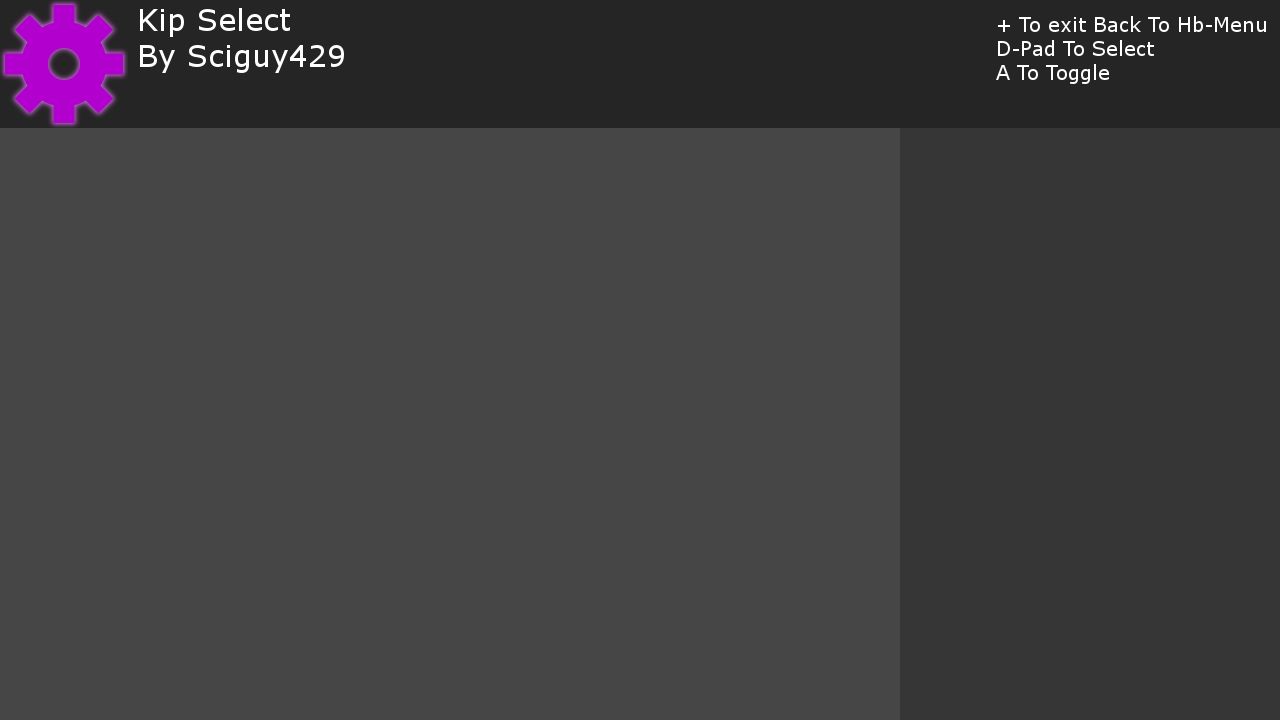 Kip Select
By Sciguy429
+ To exit Back To Hb-Menu
D-Pad To Select
A To Toggle